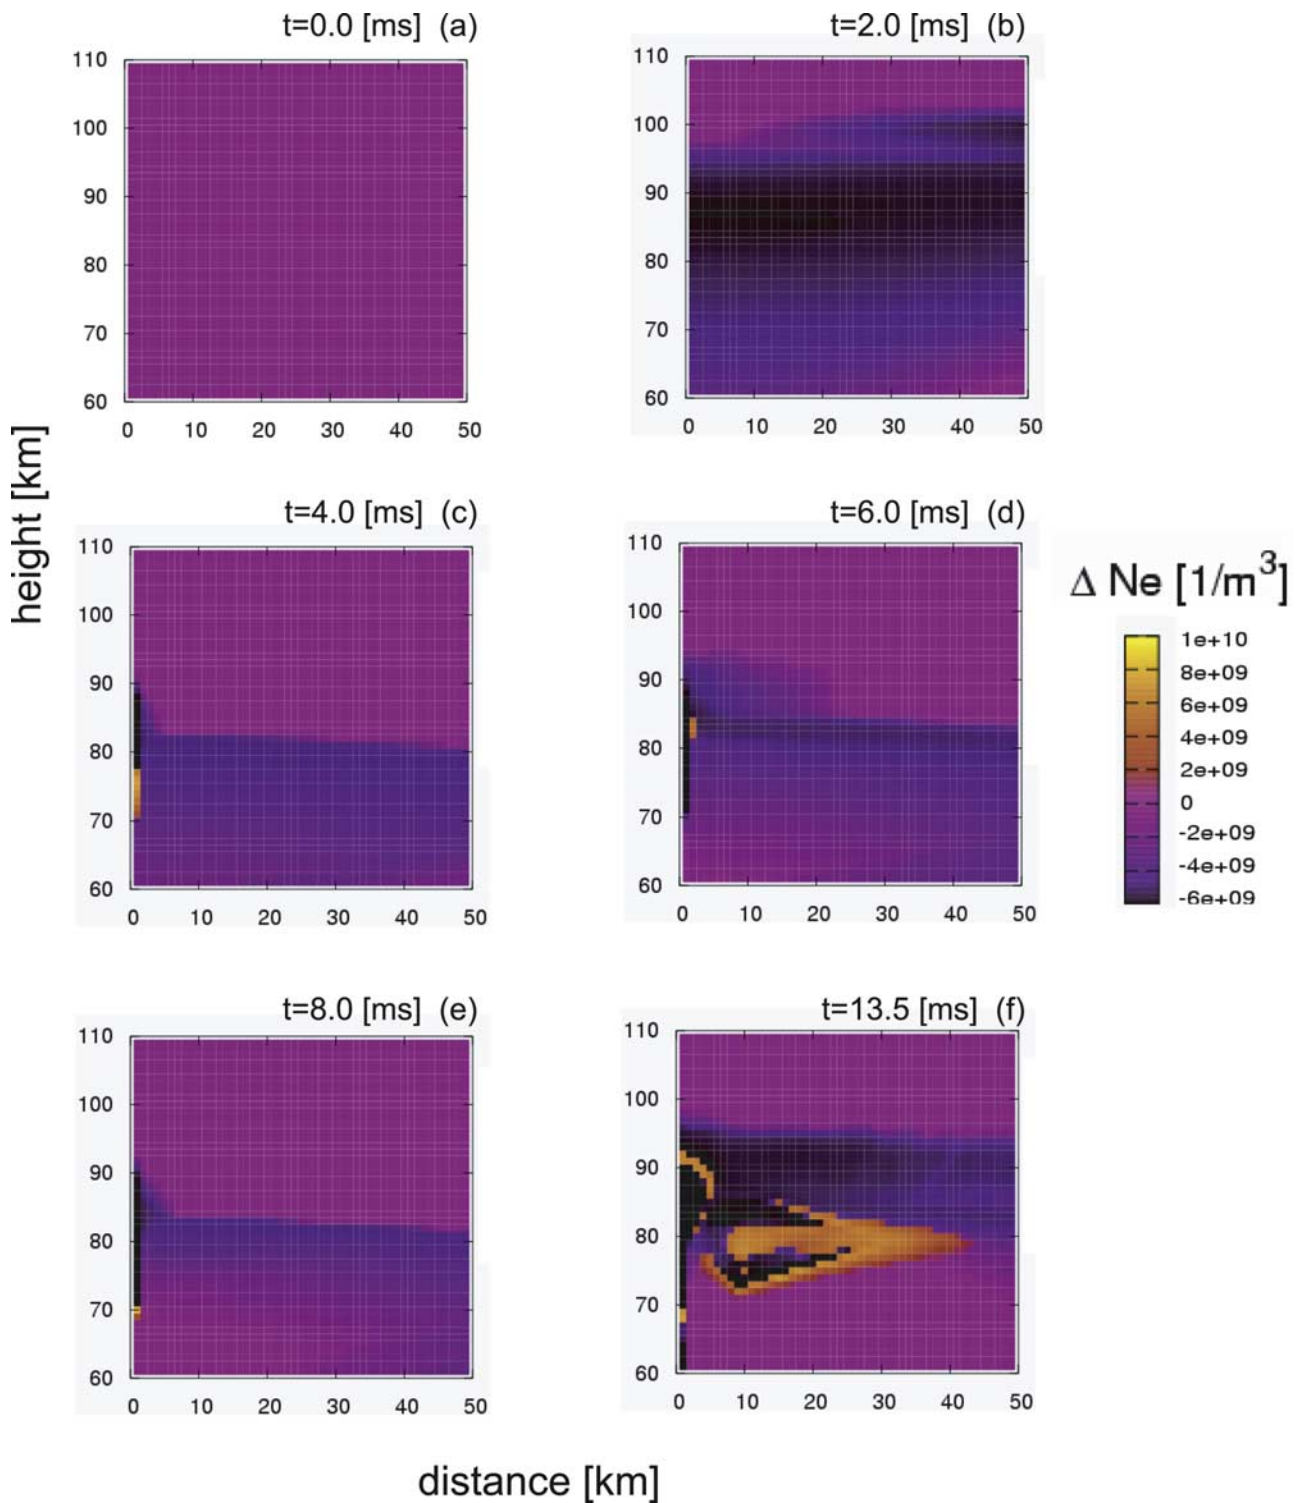 t=0.0 [ms] (a)
110
100
90
80
70
60
0 10 20 30 40 50
t=2.0 [ms] (b)
110
100
90
80
70
60
0 10 20 30 40 50
height [km]
t=4.0 [ms] (c)
110
100
90
80
70
60
0 10 20 30 40 50
t=6.0 [ms] (d)
110
100
90
80
70
60
0 10 20 30 40 50
Δ Ne [1/m³]
1e+10
8e+09
6e+09
4e+09
2e+09
0
-2e+09
-4e+09
-6e+09
t=8.0 [ms] (e)
110
100
90
80
70
60
0 10 20 30 40 50
t=13.5 [ms] (f)
110
100
90
80
70
60
0 10 20 30 40 50
distance [km]